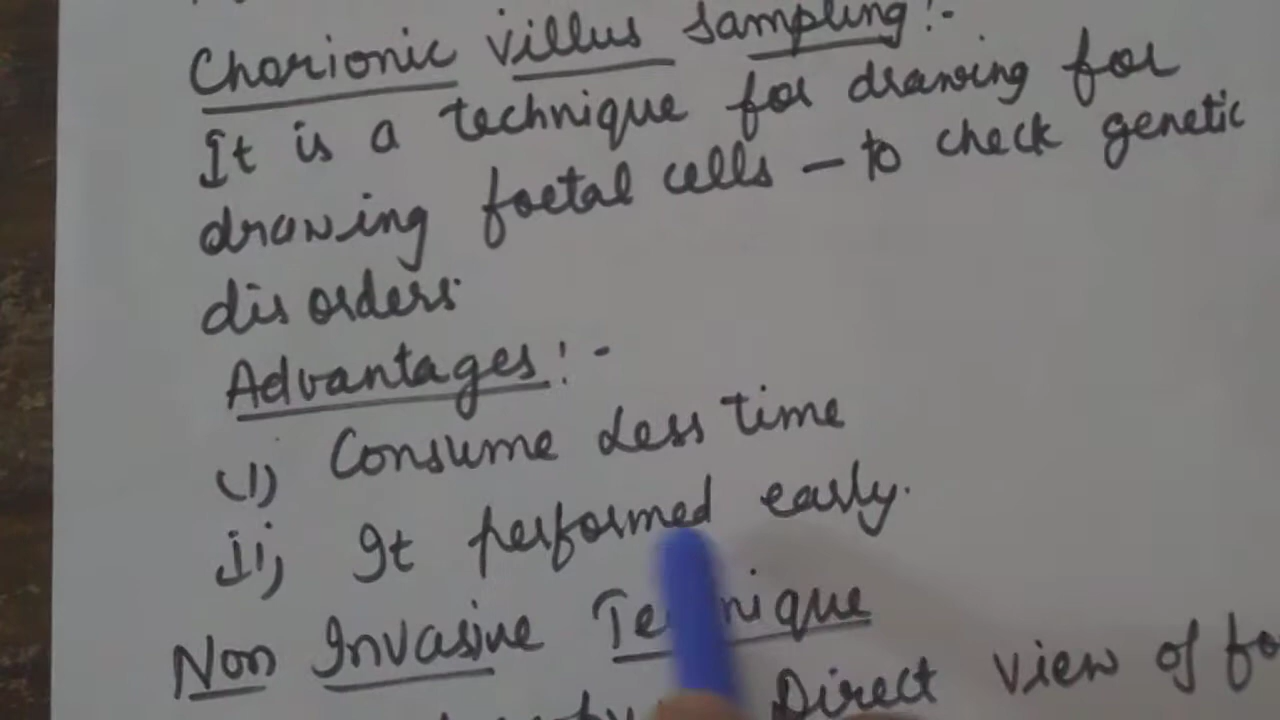 Chorionic villus sampling:-
It is a technique for drawing for
drawing foetal cells - to check genetic
disorders.
Advantages:-
(i) Consume Less time
ii, It performed early.
Non Invasive Technique
Direct view of